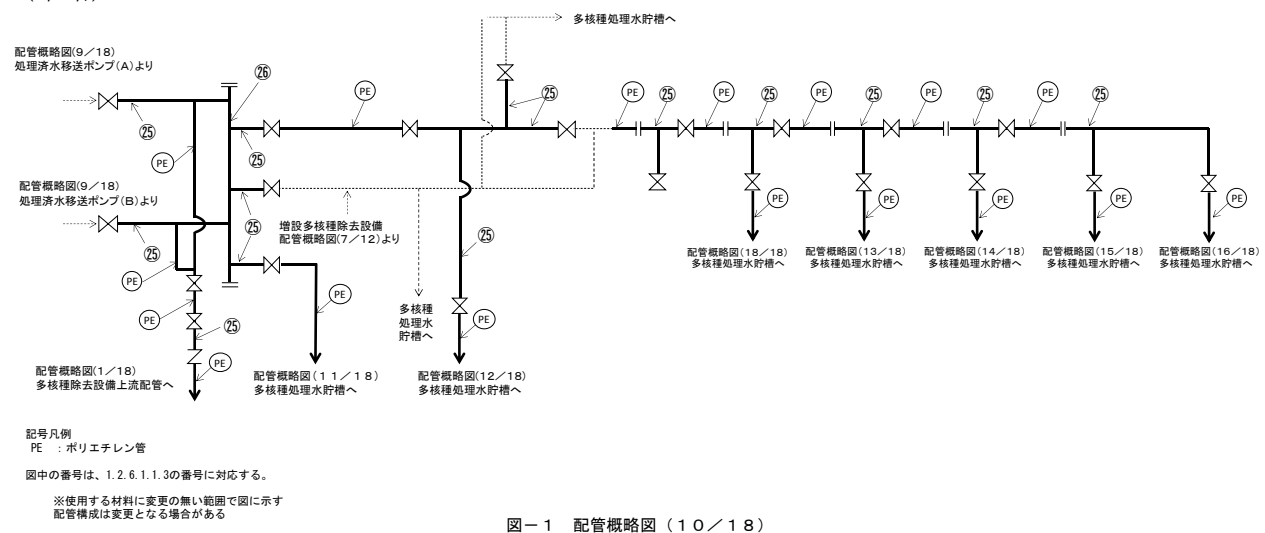 多核種処理水貯槽へ
配管概略図(9／18)
処理済水移送ポンプ(A)より
㉖
PE
㉕
PE
㉕
PE
㉕
PE
㉕
PE
㉕
PE
㉕
㉕
㉕
PE
配管概略図(9／18)
処理済水移送ポンプ(B)より
㉕
㉕
PE
増設多核種除去設備
配管概略図(7／12)より
㉕
PE
PE
PE
PE
PE
配管概略図(18／18)
多核種処理水貯槽へ
配管概略図(13／18)
多核種処理水貯槽へ
配管概略図(14／18)
多核種処理水貯槽へ
配管概略図(15／18)
多核種処理水貯槽へ
配管概略図(16／18)
多核種処理水貯槽へ
PE
PE
多核種
処理水
貯槽へ
PE
㉕
PE
配管概略図(1／18)
多核種除去設備上流配管へ
配管概略図(１１／１８)
多核種処理水貯槽へ
配管概略図(12／18)
多核種処理水貯槽へ
記号凡例
PE ：ポリエチレン管
図中の番号は、1.2.6.1.1.3の番号に対応する。
※使用する材料に変更の無い範囲で図に示す
配管構成は変更となる場合がある
図－１　配管概略図（１０／１８）